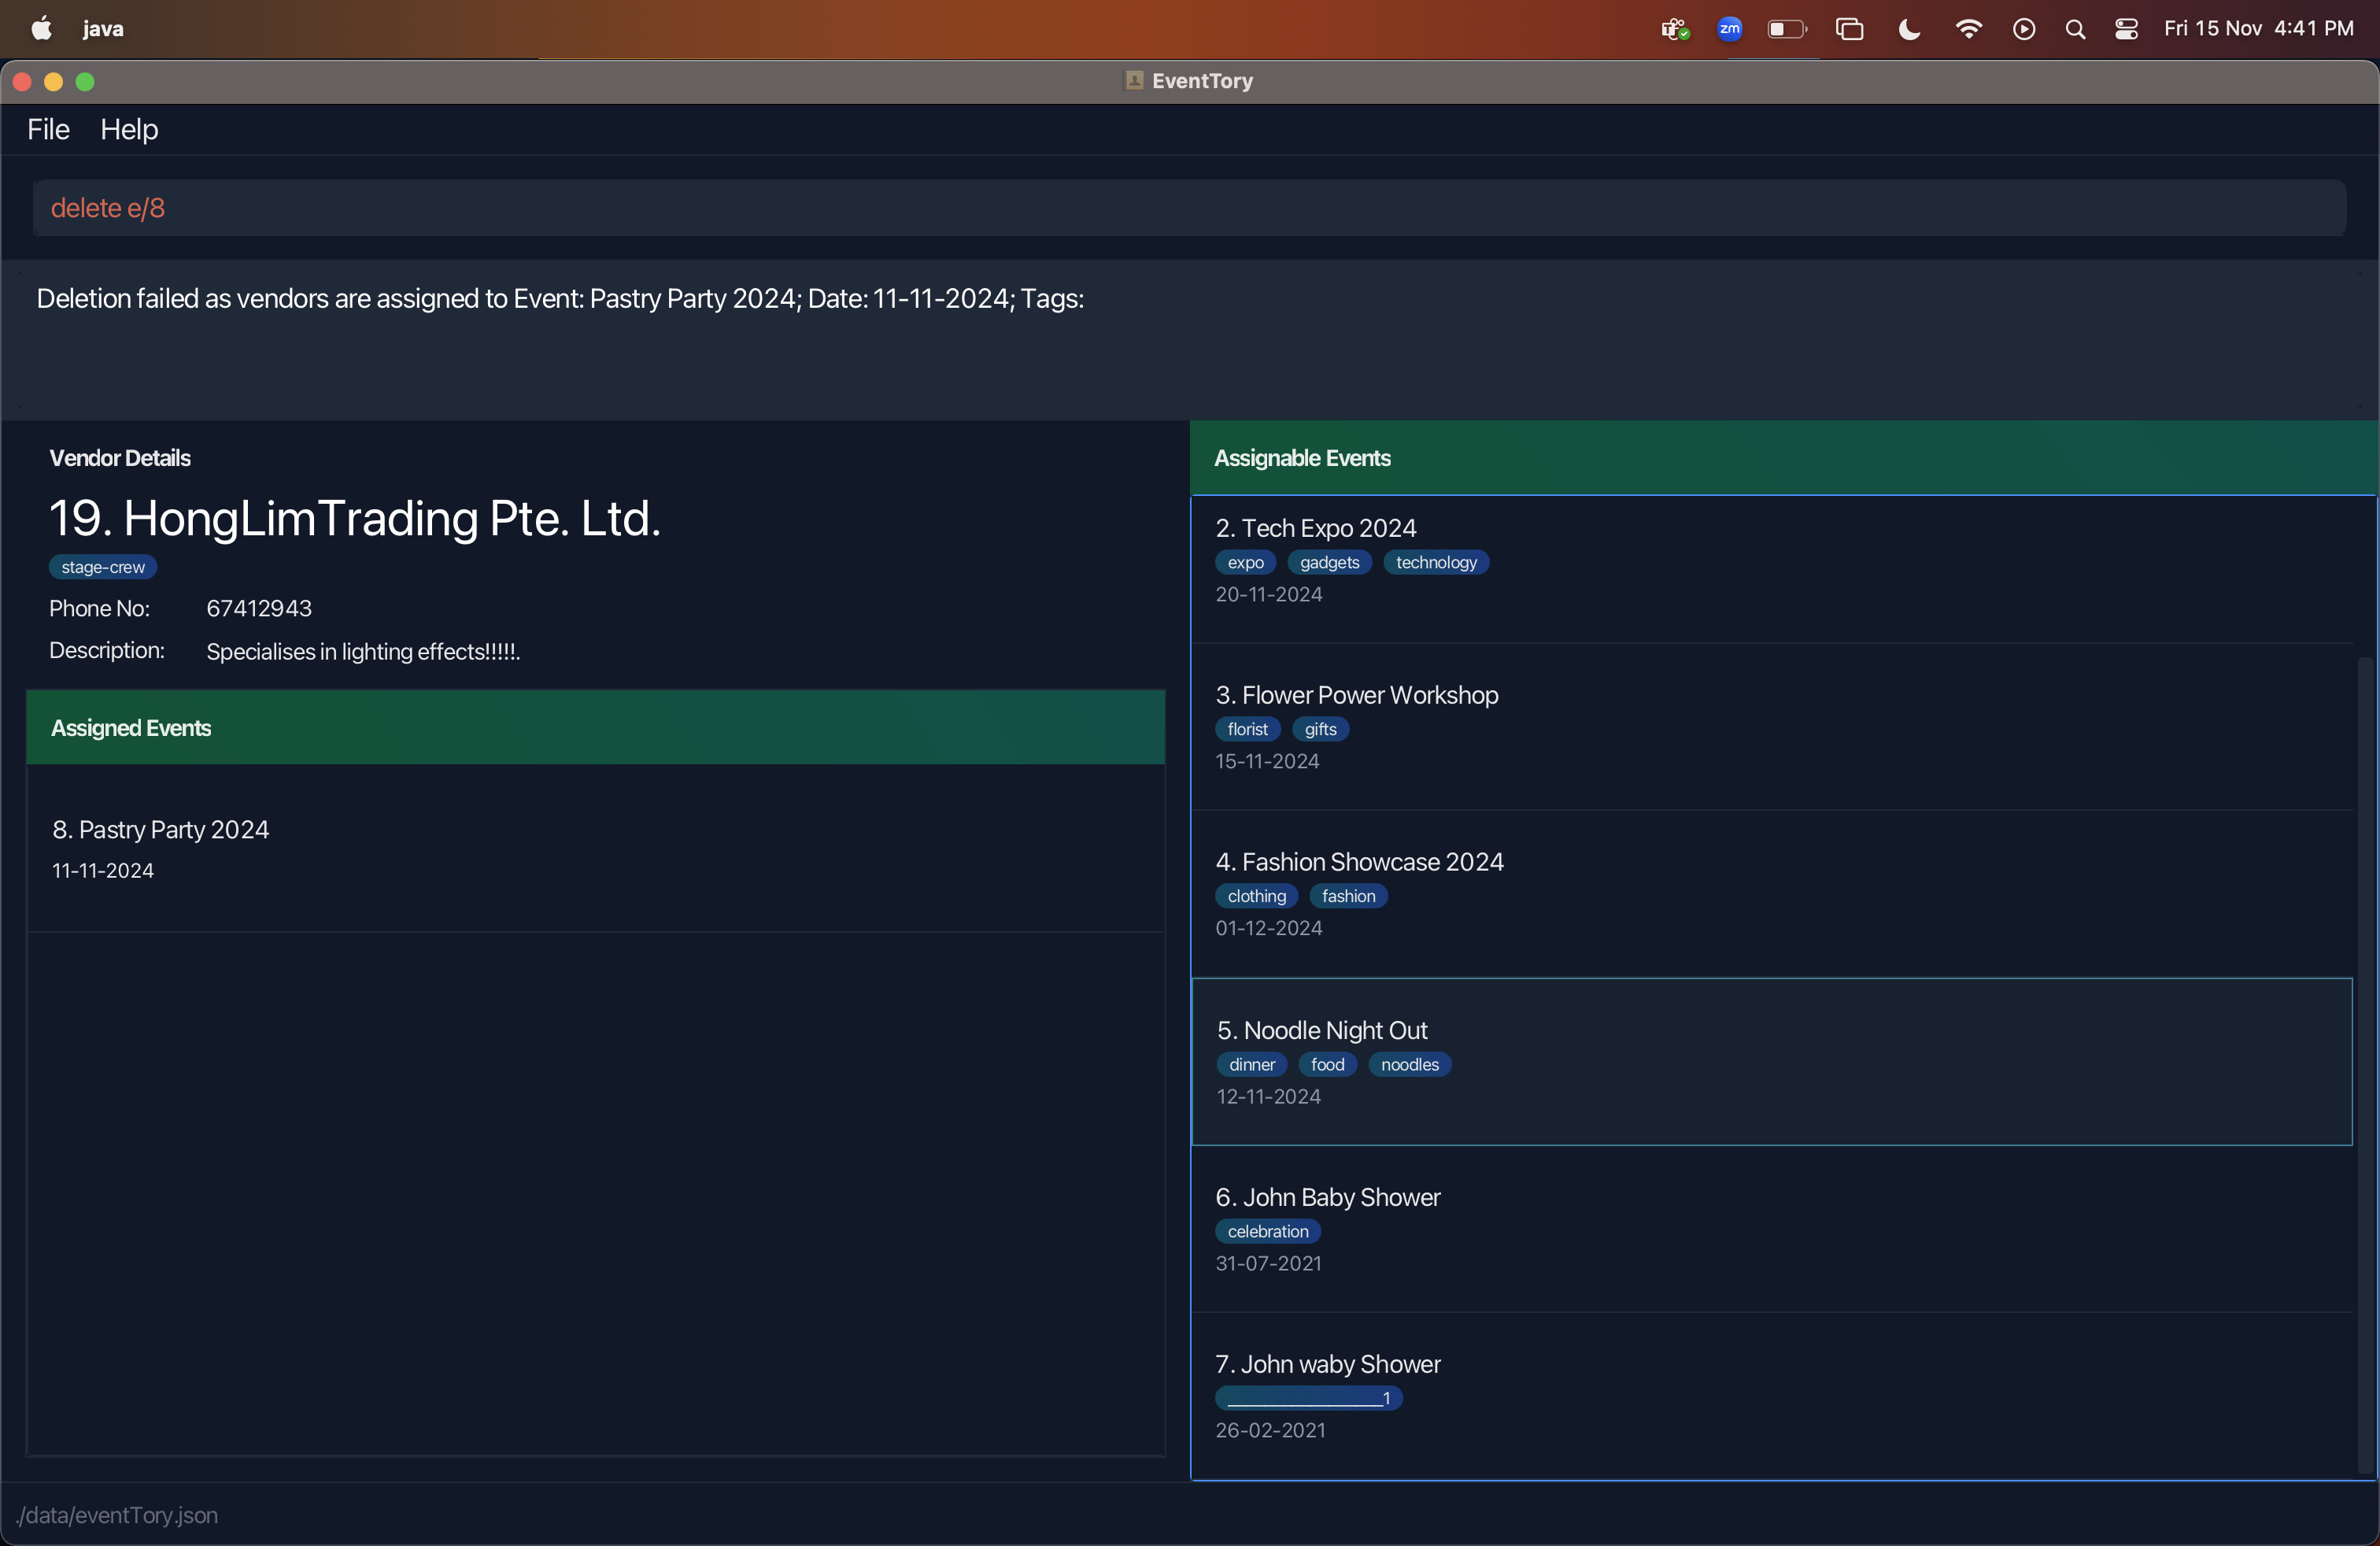 java
zm
Fri 15 Nov 4:41 PM
EventTory
File Help
delete e/8
Deletion failed as vendors are assigned to Event: Pastry Party 2024; Date: 11-11-2024; Tags:
Vendor Details
19. HongLimTrading Pte. Ltd.
stage-crew
Phone No: 67412943
Description: Specialises in lighting effects!!!!!.
Assigned Events
8. Pastry Party 2024
11-11-2024
Assignable Events
2. Tech Expo 2024
expo gadgets technology
20-11-2024
3. Flower Power Workshop
florist gifts
15-11-2024
4. Fashion Showcase 2024
clothing fashion
01-12-2024
5. Noodle Night Out
dinner food noodles
12-11-2024
6. John Baby Shower
celebration
31-07-2021
7. John waby Shower
___________________1
26-02-2021
./data/eventTory.json